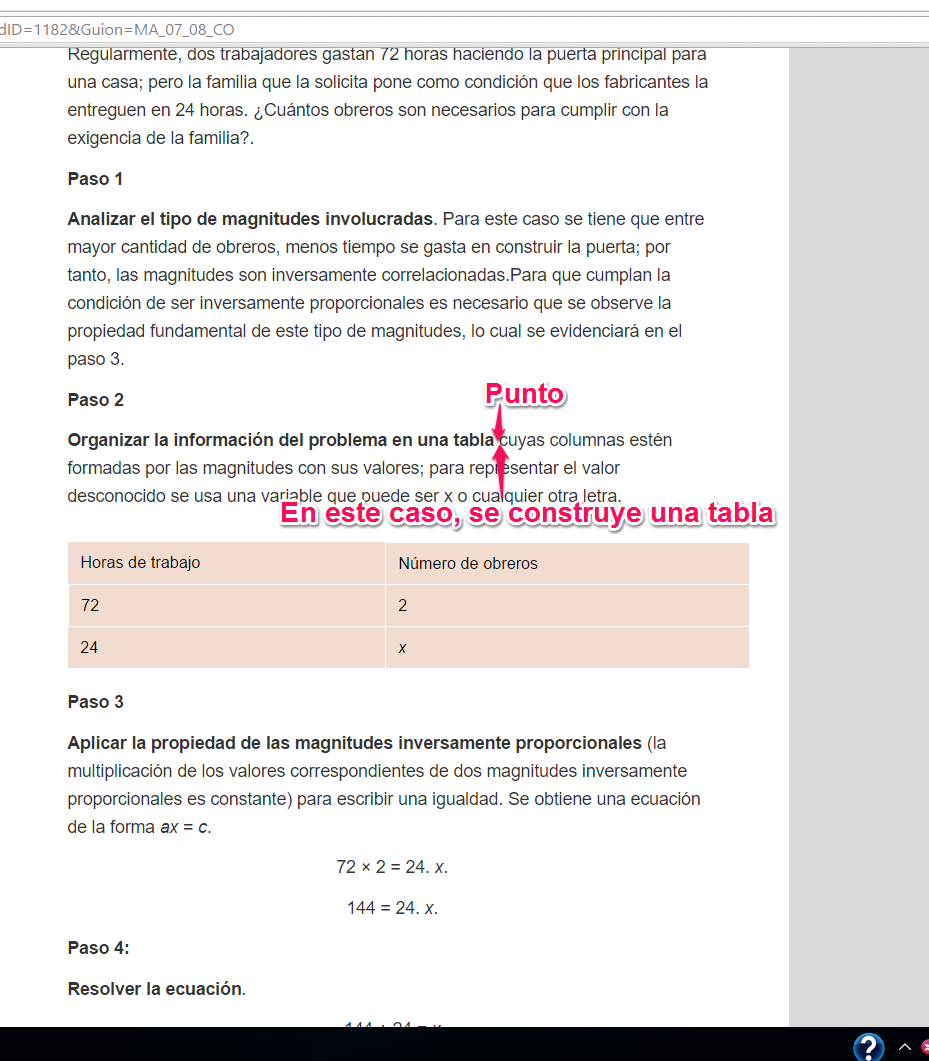 dID=1182&Guion=MA_07_08_CO
Regularmente, dos trabajadores gastan 72 horas haciendo la puerta principal para
una casa; pero la familia que la solicita pone como condición que los fabricantes la
entreguen en 24 horas. ¿Cuántos obreros son necesarios para cumplir con la
exigencia de la familia?.
Paso 1
Analizar el tipo de magnitudes involucradas. Para este caso se tiene que entre
mayor cantidad de obreros, menos tiempo se gasta en construir la puerta; por
tanto, las magnitudes son inversamente correlacionadas.Para que cumplan la
condición de ser inversamente proporcionales es necesario que se observe la
propiedad fundamental de este tipo de magnitudes, lo cual se evidenciará en el
paso 3.
Paso 2
Punto
Organizar la información del problema en una tabla cuyas columnas estén
formadas por las magnitudes con sus valores; para representar el valor
desconocido se usa una variable que puede ser x o cualquier otra letra.
En este caso, se construye una tabla
Horas de trabajo Número de obreros
72 2
24 x
Paso 3
Aplicar la propiedad de las magnitudes inversamente proporcionales (la
multiplicación de los valores correspondientes de dos magnitudes inversamente
proporcionales es constante) para escribir una igualdad. Se obtiene una ecuación
de la forma ax = c.
72 × 2 = 24. x.
144 = 24. x.
Paso 4:
Resolver la ecuación.